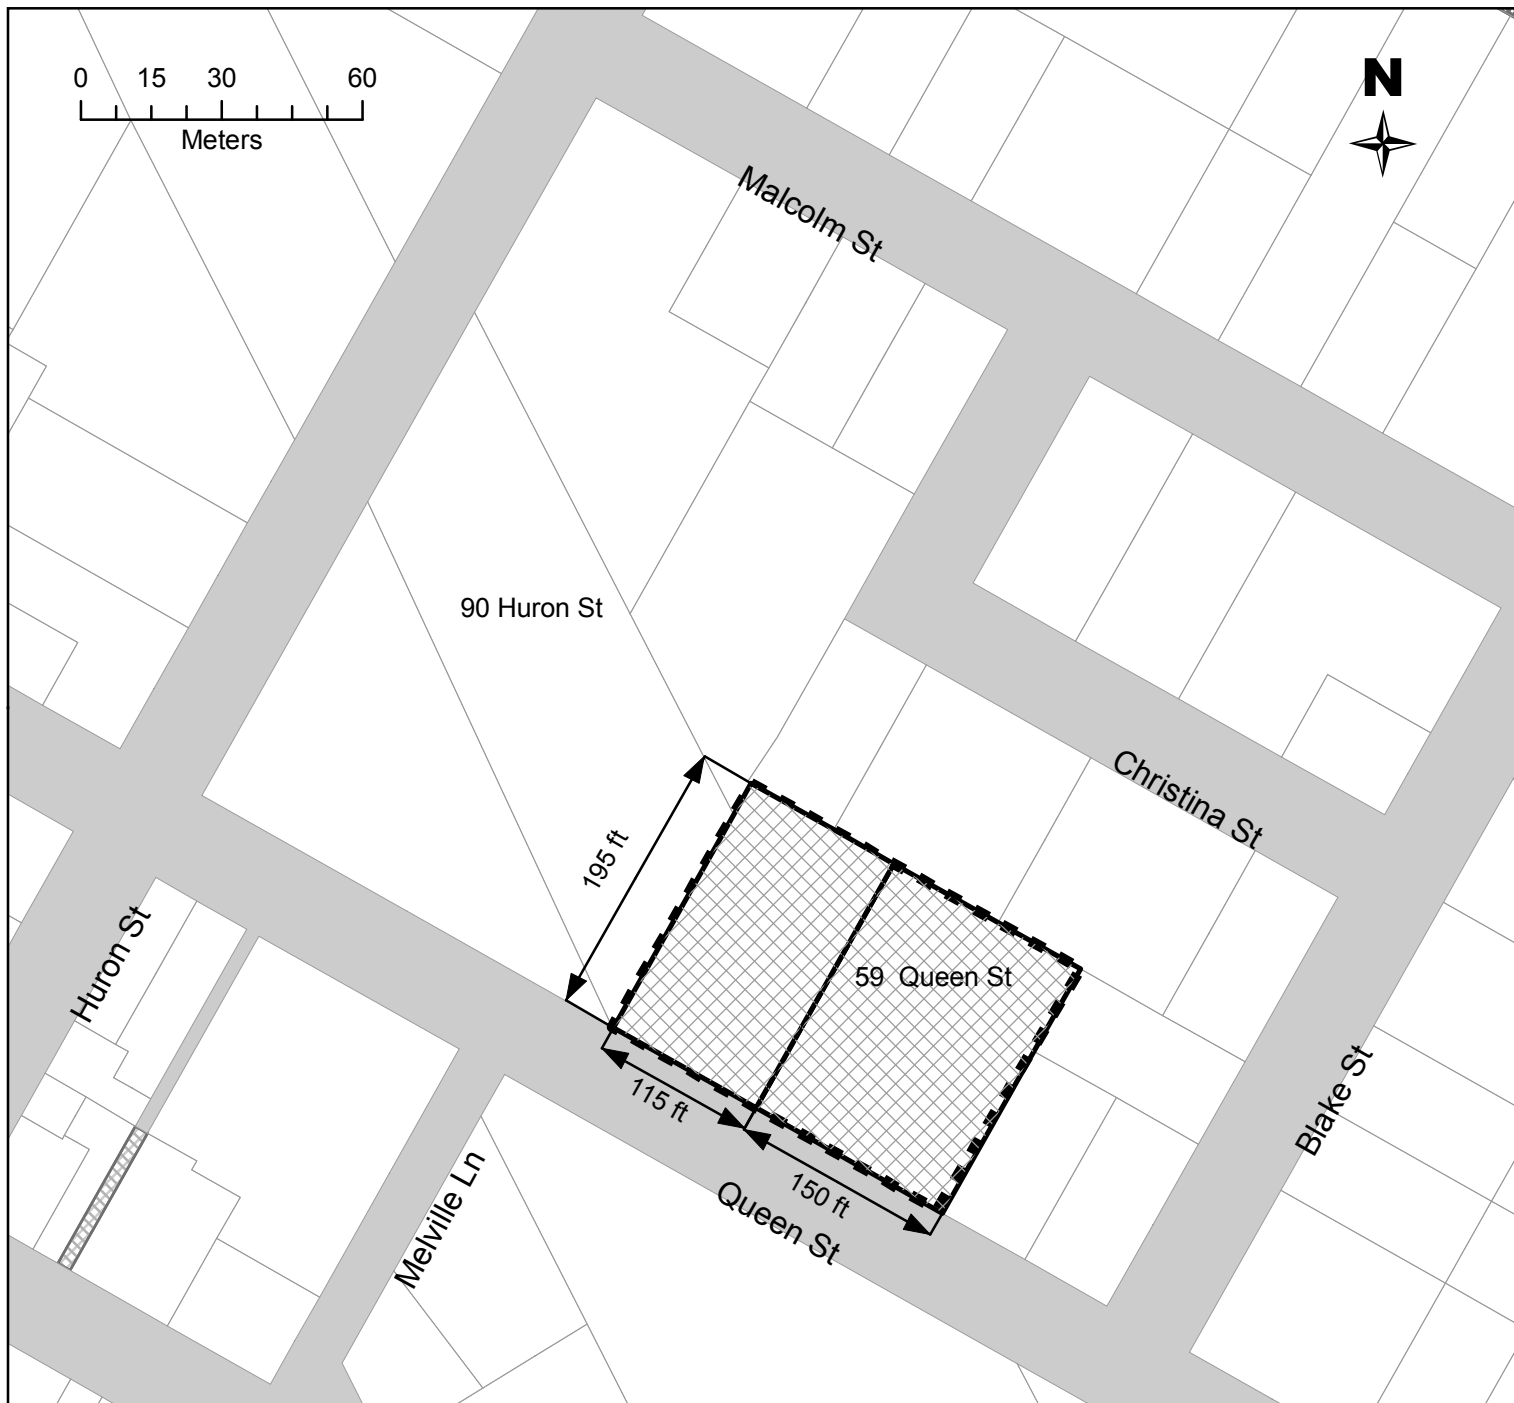 0 15 30 60
Meters
N
Malcolm St
90 Huron St
Christina St
195 ft
59 Queen St
Huron St
115 ft
150 ft
Queen St
Melville Ln
Blake St